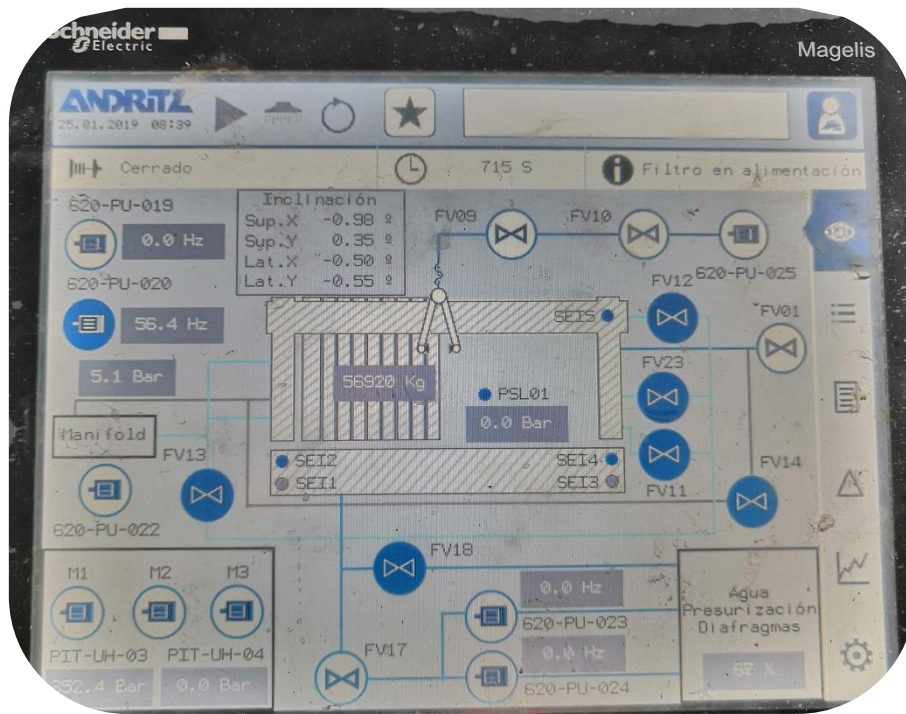 Schneider
Electric
Magelis
ANDRITZ
25.01.2019 08:39
Cerrado
715 S
Filtro en alimentación
620-PU-019
0.0 Hz
Inclinación
Sup.X -0.98 º
Sup.Y 0.35 º
Lat.X -0.50 º
Lat.Y -0.55 º
FV09
FV10
620-PU-025
620-PU-020
56.4 Hz
5.1 Bar
FV12
FV01
SEI5
FV23
56920 Kg
PSL01
0.0 Bar
Manifold
FV13
SEI2
SEI1
SEI4
SEI3
FV11
FV14
620-PU-022
FV18
M1 M2 M3
PIT-UH-03 PIT-UH-04
352.4 Bar 0.0 Bar
FV17
0.0 Hz
620-PU-023
0.0 Hz
620-PU-024
Agua
Presurización
Diafragmas